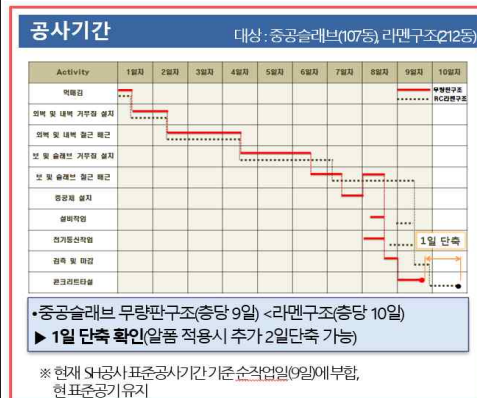 공사기간
대상 : 중공슬래브(107동), 라멘구조(212동)
Activity 1일차 2일차 3일차 4일차 5일차 6일차 7일차 8일차 9일차 10일차
먹매김
무량판구조
RC라멘구조
외벽 및 내벽 거푸집 설치
외벽 및 내벽 철근 배근
보 및 슬래브 거푸집 설치
보 및 슬래브 철근 배근
중공재 설치
설비작업
전기통신작업
1일 단축
검측 및 마감
콘크리트타설
•중공슬래브 무량판구조(층당 9일) <라멘구조(층당 10일)
▶ 1일 단축 확인(알폼 적용시 추가 2일단축 가능)
※ 현재 SH공사 표준공사기간 기준 순작업일(9일)에 부합,
현 표준공기 유지